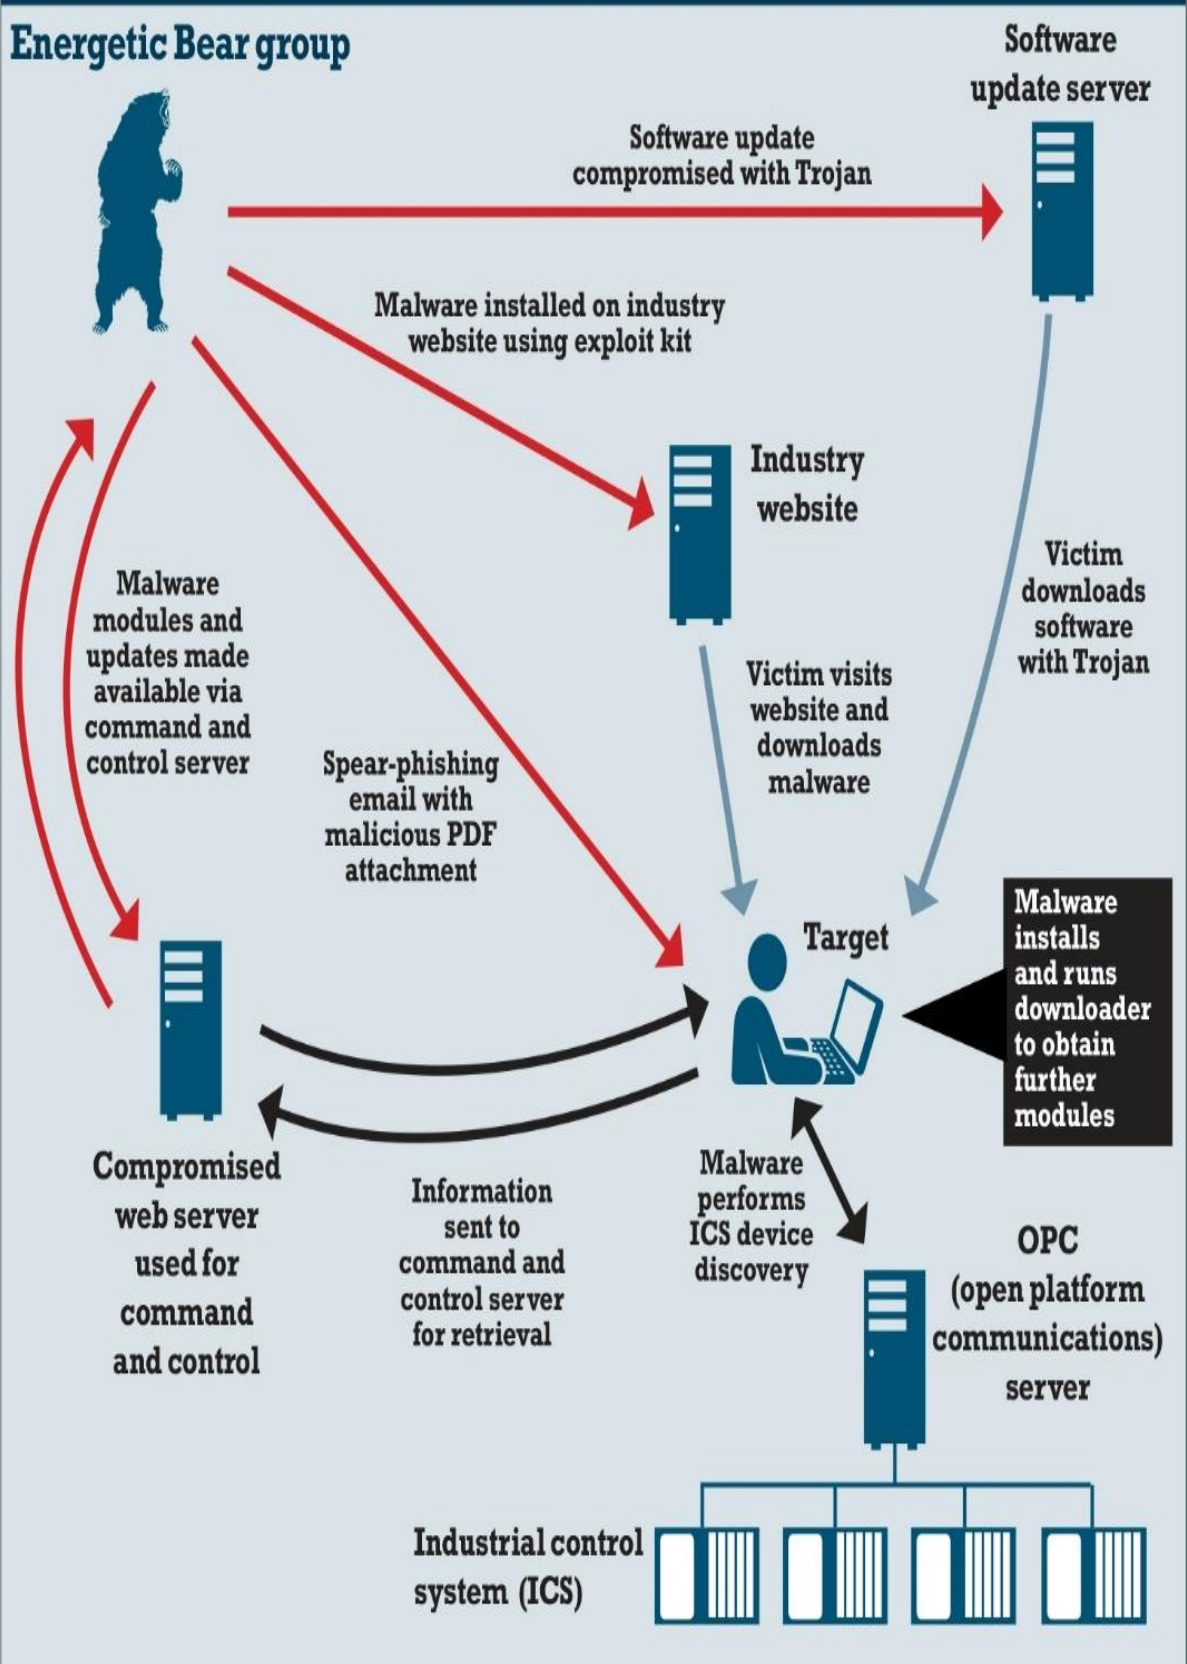 Energetic Bear group
Software
update server
Software update
compromised with Trojan
Malware installed on industry
website using exploit kit
Industry
website
Victim
downloads
software
with Trojan
Malware
modules and
updates made
available via
command and
control server
Victim visits
website and
downloads
malware
Spear-phishing
email with
malicious PDF
attachment
Target
Malware
installs
and runs
downloader
to obtain
further
modules
Compromised
web server
used for
command
and control
Information
sent to
command and
control server
for retrieval
Malware
performs
ICS device
discovery
OPC
(open platform
communications)
server
Industrial control
system (ICS)